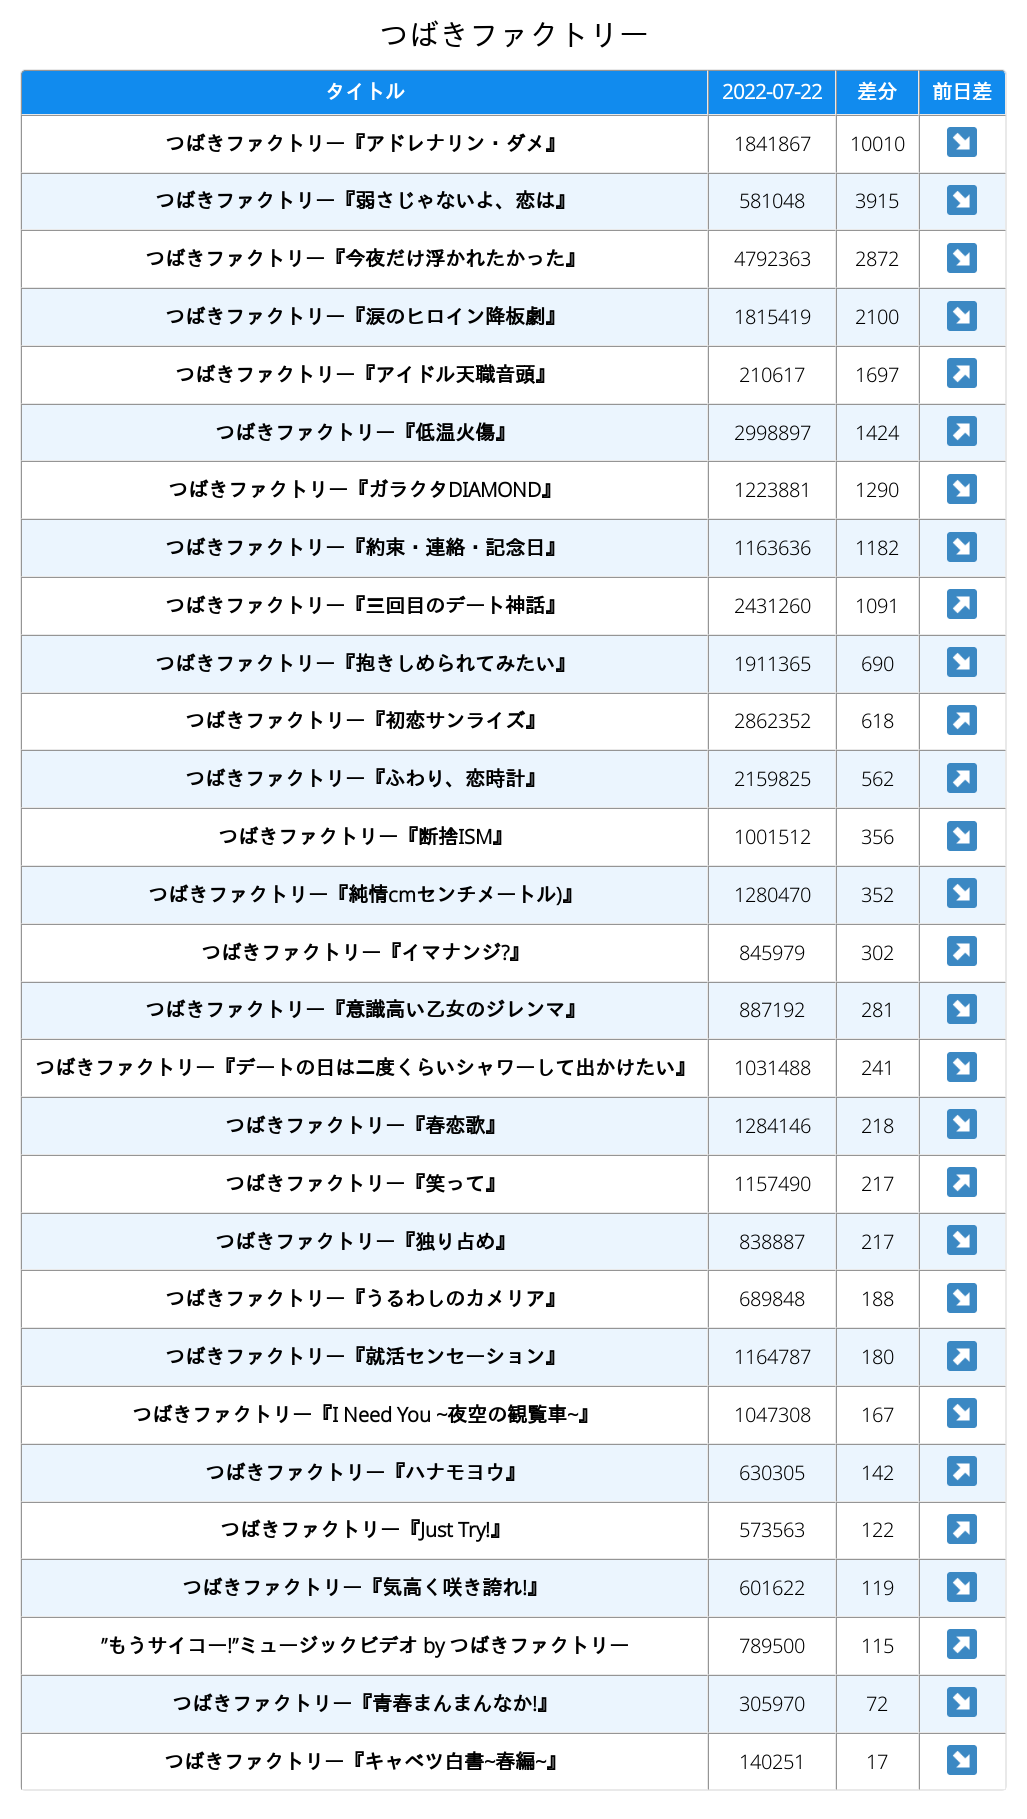 つばきファクトリー
タイトル 2022-07-22 差分 前日差
つばきファクトリー『アドレナリン・ダメ』 1841867 10010 ↘
つばきファクトリー『弱さじゃないよ、恋は』 581048 3915 ↘
つばきファクトリー『今夜だけ浮かれたかった』 4792363 2872 ↘
つばきファクトリー『涙のヒロイン降板劇』 1815419 2100 ↘
つばきファクトリー『アイドル天職音頭』 210617 1697 ↗
つばきファクトリー『低温火傷』 2998897 1424 ↗
つばきファクトリー『ガラクタDIAMOND』 1223881 1290 ↘
つばきファクトリー『約束・連絡・記念日』 1163636 1182 ↘
つばきファクトリー『三回目のデート神話』 2431260 1091 ↗
つばきファクトリー『抱きしめられてみたい』 1911365 690 ↘
つばきファクトリー『初恋サンライズ』 2862352 618 ↗
つばきファクトリー『ふわり、恋時計』 2159825 562 ↗
つばきファクトリー『断捨ISM』 1001512 356 ↘
つばきファクトリー『純情cmセンチメートル)』 1280470 352 ↘
つばきファクトリー『イマナンジ?』 845979 302 ↗
つばきファクトリー『意識高い乙女のジレンマ』 887192 281 ↘
つばきファクトリー『デートの日は二度くらいシャワーして出かけたい』 1031488 241 ↘
つばきファクトリー『春恋歌』 1284146 218 ↘
つばきファクトリー『笑って』 1157490 217 ↗
つばきファクトリー『独り占め』 838887 217 ↘
つばきファクトリー『うるわしのカメリア』 689848 188 ↘
つばきファクトリー『就活センセーション』 1164787 180 ↗
つばきファクトリー『I Need You ~夜空の観覧車~』 1047308 167 ↘
つばきファクトリー『ハナモヨウ』 630305 142 ↗
つばきファクトリー『Just Try!』 573563 122 ↗
つばきファクトリー『気高く咲き誇れ!』 601622 119 ↘
”もうサイコー!”ミュージックビデオ by つばきファクトリー 789500 115 ↗
つばきファクトリー『青春まんまんなか!』 305970 72 ↘
つばきファクトリー『キャベツ白書~春編~』 140251 17 ↘